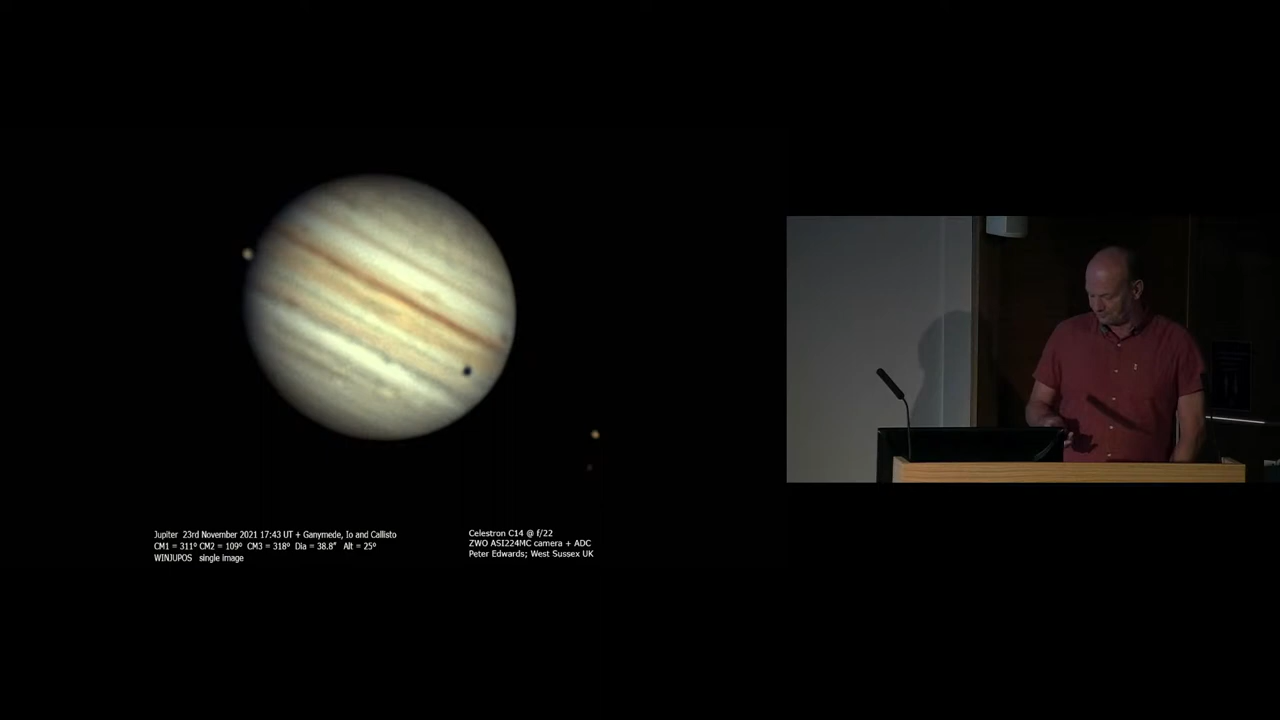 Jupiter 23rd November 2021 17:43 UT + Ganymede, Io and Callisto
CM1 = 311º CM2 = 109º CM3 = 318º Dia = 38.8" Alt = 25º
WINJUPOS single image
Celestron C14 @ f/22
ZWO ASI224MC camera + ADC
Peter Edwards; West Sussex UK